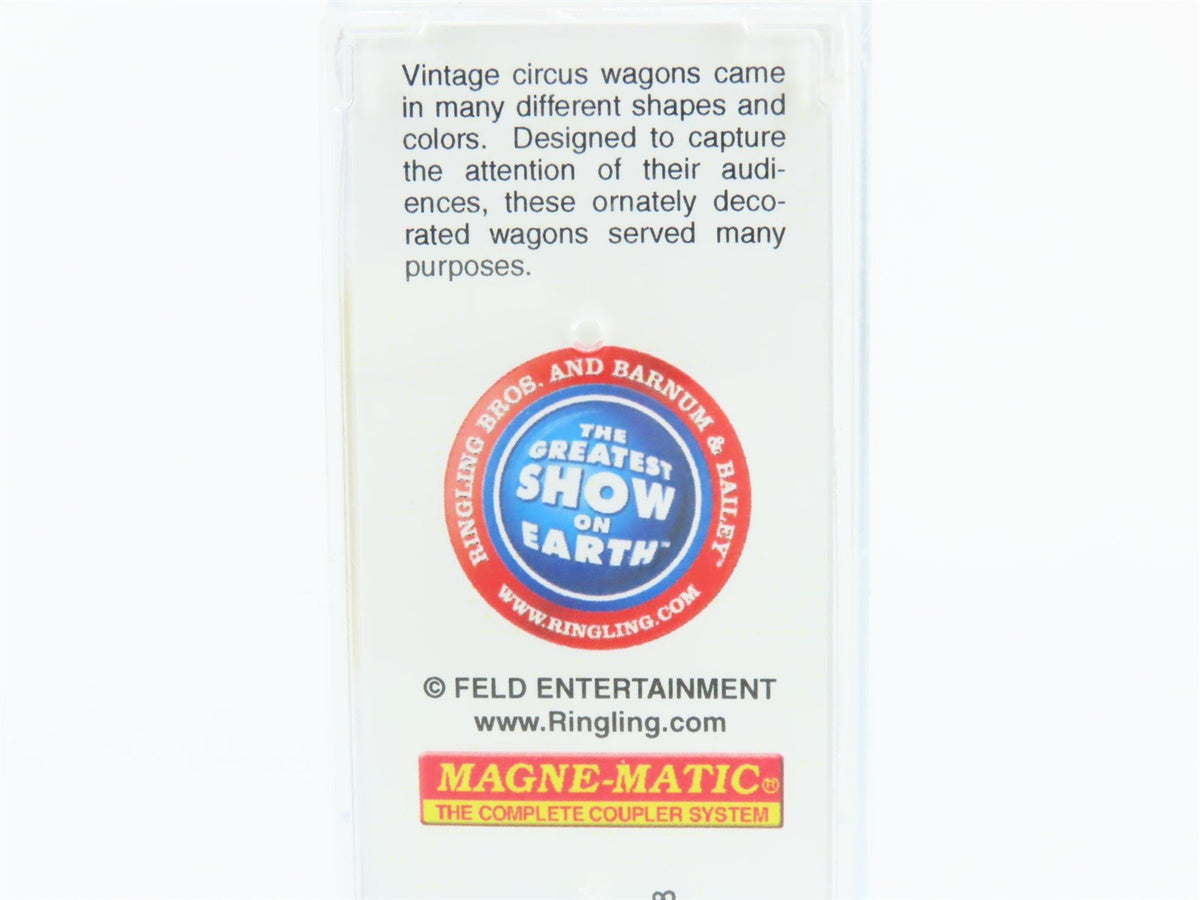 Vintage circus wagons came
in many different shapes and
colors. Designed to capture
the attention of their audi-
ences, these ornately deco-
rated wagons served many
purposes.
RINGLING BROS. AND BARNUM & BAILEY™
THE
GREATEST
SHOW
ON
EARTH™
WWW.RINGLING.COM
© FELD ENTERTAINMENT
www.Ringling.com
MAGNE-MATIC®
THE COMPLETE COUPLER SYSTEM